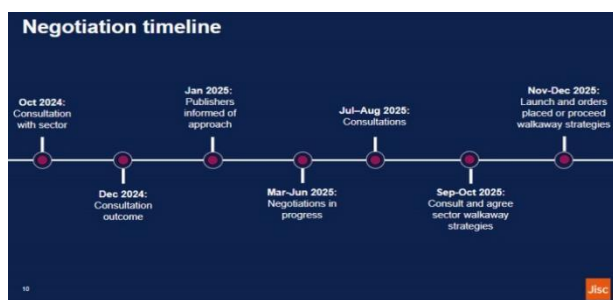 Negotiation timeline
Oct 2024:
Consultation
with sector
Dec 2024:
Consultation
outcome
Jan 2025:
Publishers
informed of
approach
Mar-Jun 2025:
Negotiations in
progress
Jul–Aug 2025:
Consultations
Sep-Oct 2025:
Consult and agree
sector walkaway
strategies
Nov-Dec 2025:
Launch and orders
placed or proceed
walkaway strategies
10
Jisc